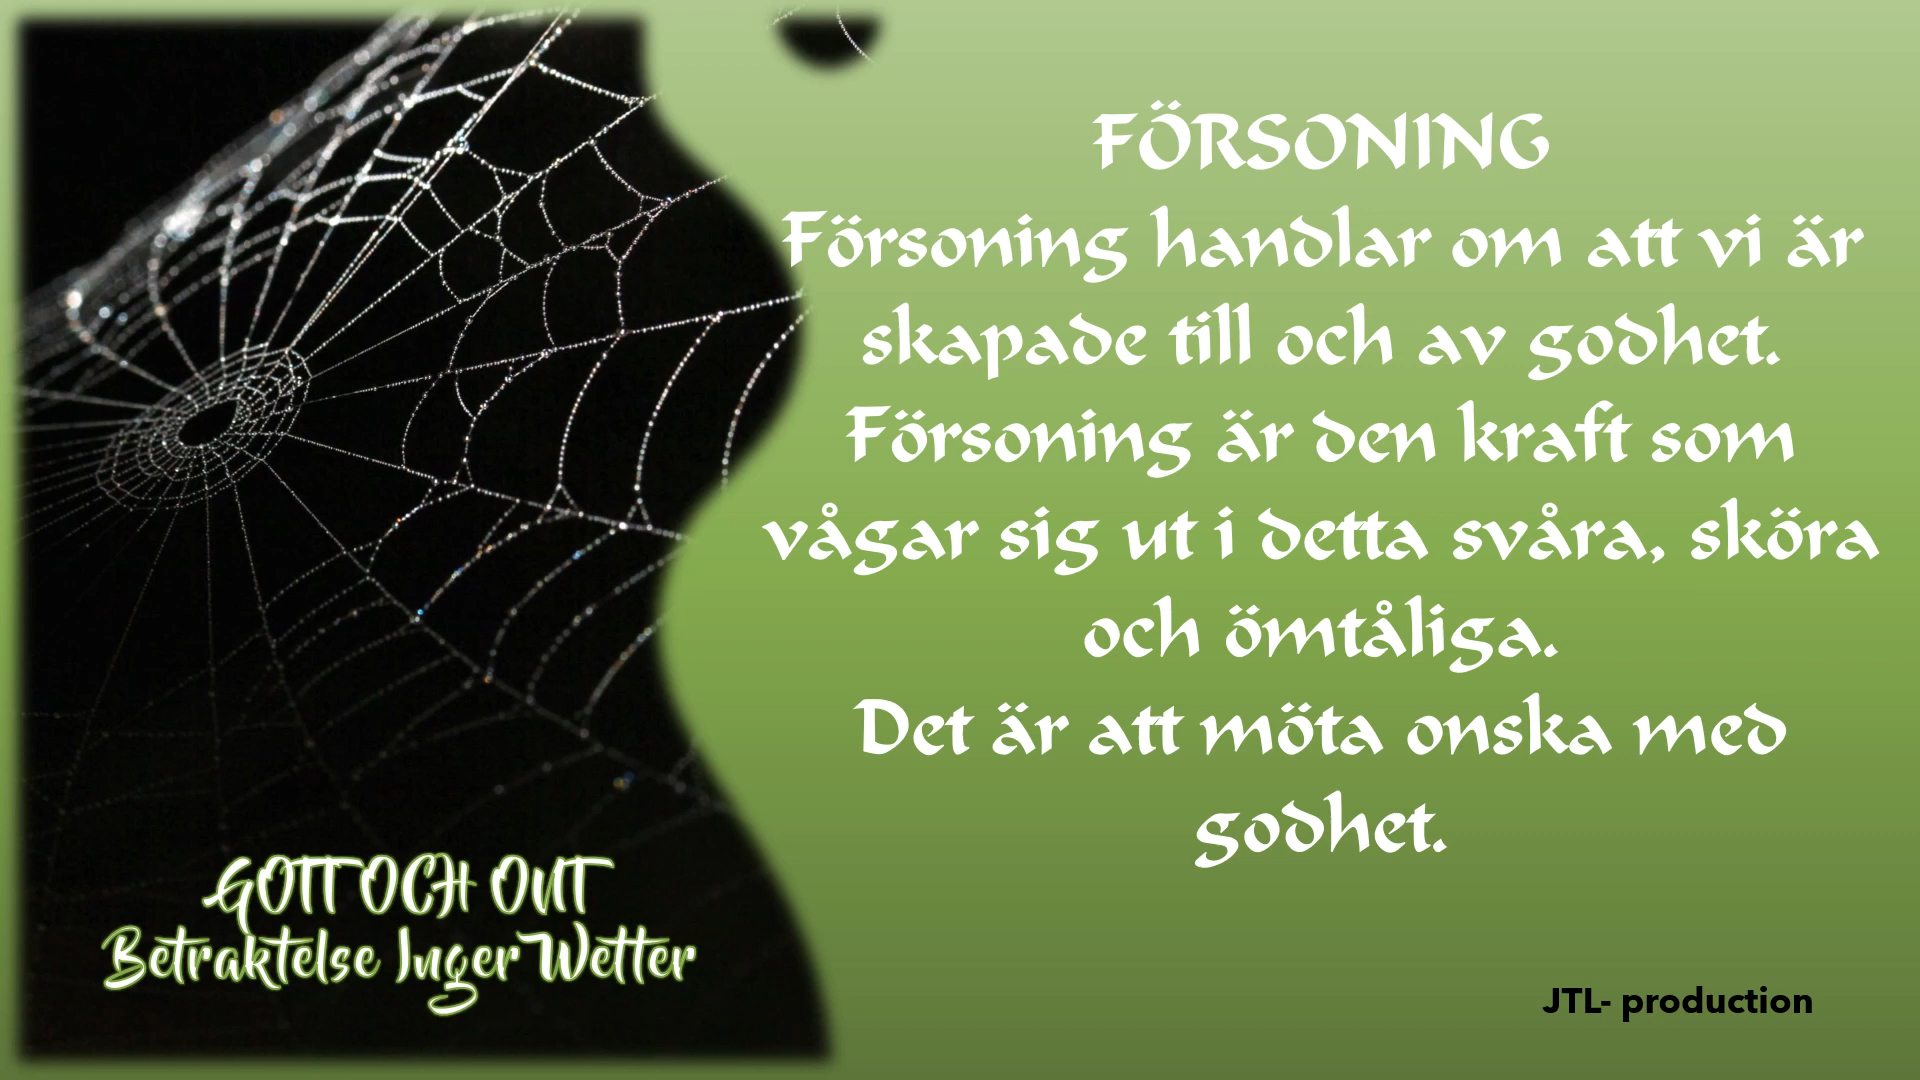 FÖRSONING
Försoning handlar om att vi är
skapade till och av godhet.
Försoning är den kraft som
vågar sig ut i detta svåra, sköra
och ömtåliga.
Det är att möta onska med
godhet.
GOTT OCH ONT
Betraktelse Inger Wetter
JTL- production